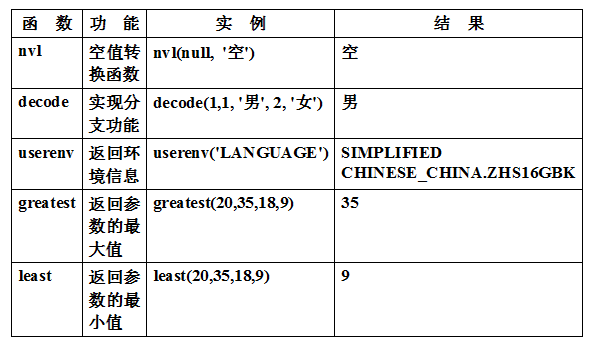 函 数 功 能 实 例 结 果
nvl 空值转换函数 nvl(null, '空') 空
decode 实现分支功能 decode(1,1, '男', 2, '女') 男
userenv 返回环境信息 userenv('LANGUAGE') SIMPLIFIED CHINESE_CHINA.ZHS16GBK
greatest 返回参数的最大值 greatest(20,35,18,9) 35
least 返回参数的最小值 least(20,35,18,9) 9